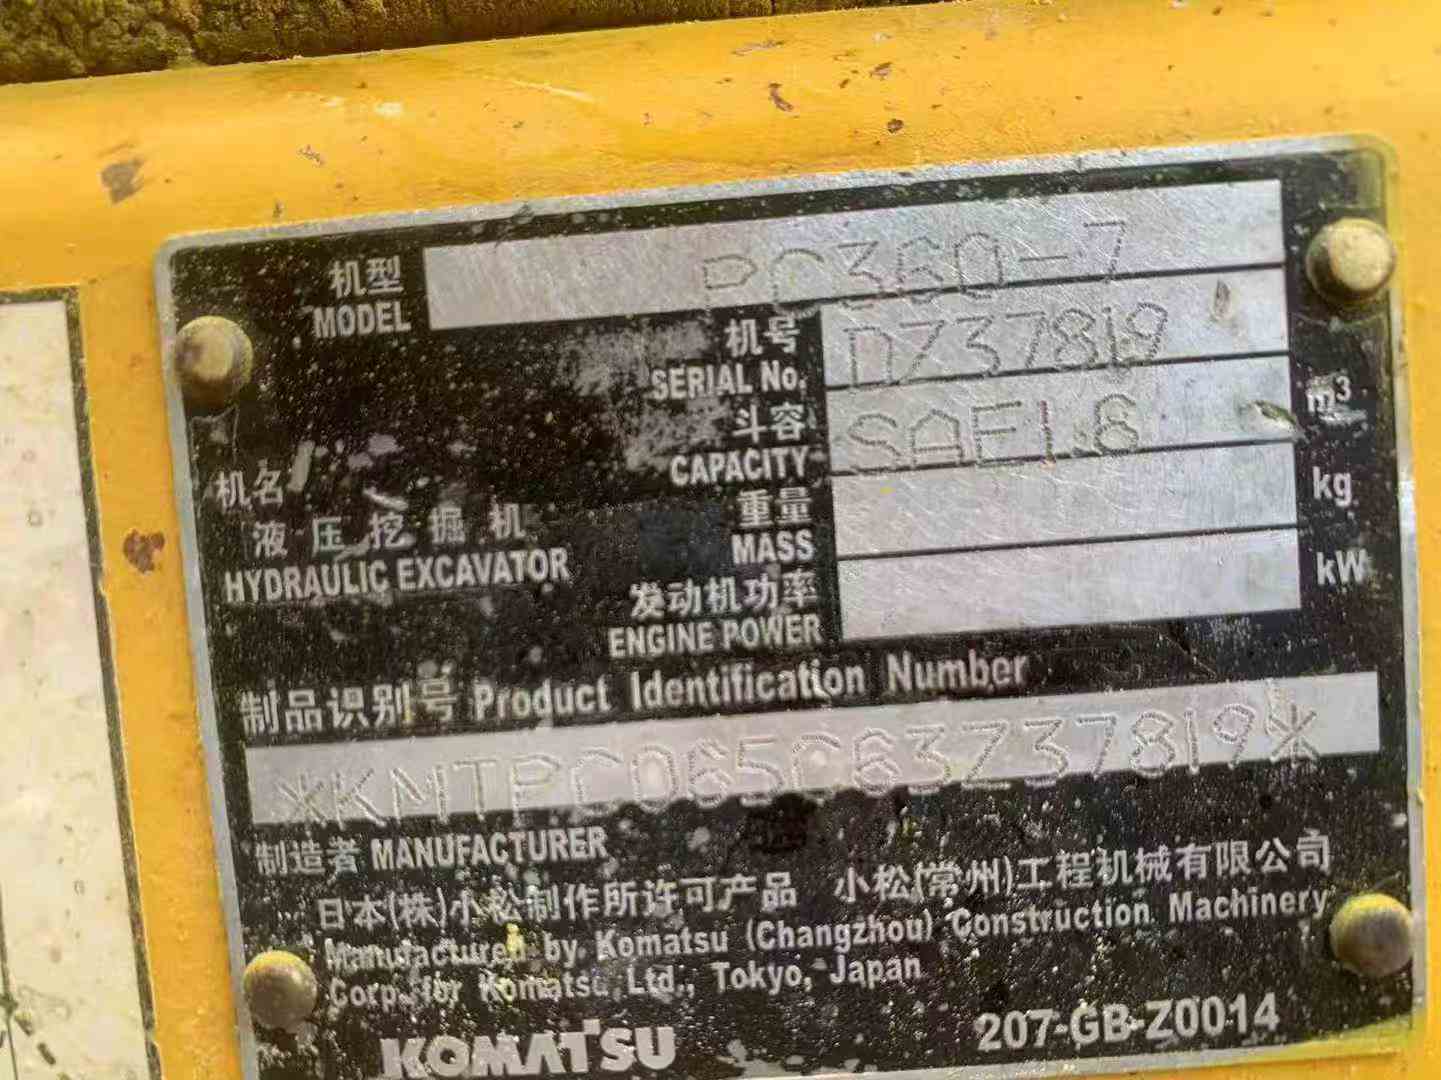 机型 PC360-7
MODEL
机号 DZ37819
SERIAL No.
斗容 SAE1.8 m³
CAPACITY
机名
液压挖掘机
HYDRAULIC EXCAVATOR
重量 kg
MASS
发动机功率 kW
ENGINE POWER
制品识别号 Product Identification Number
*KMTPC065C63Z37819*
制造者 MANUFACTURER
日本(株)小松制作所许可产品 小松(常州)工程机械有限公司
Manufactured by Komatsu (Changzhou) Construction Machinery
Corp. for Komatsu Ltd., Tokyo, Japan
KOMATSU 207-GB-Z0014